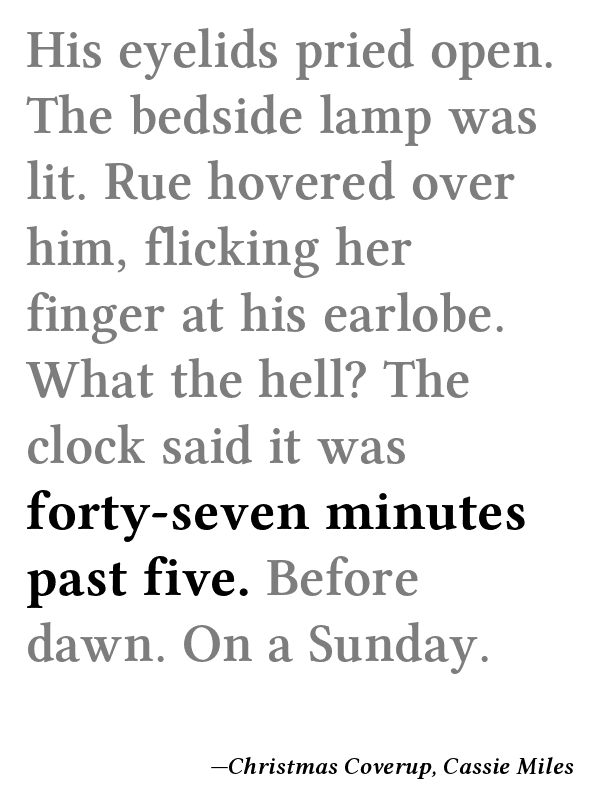 His eyelids pried open.
The bedside lamp was
lit. Rue hovered over
him, flicking her
finger at his earlobe.
What the hell? The
clock said it was
forty-seven minutes
past five. Before
dawn. On a Sunday.
—Christmas Coverup, Cassie Miles